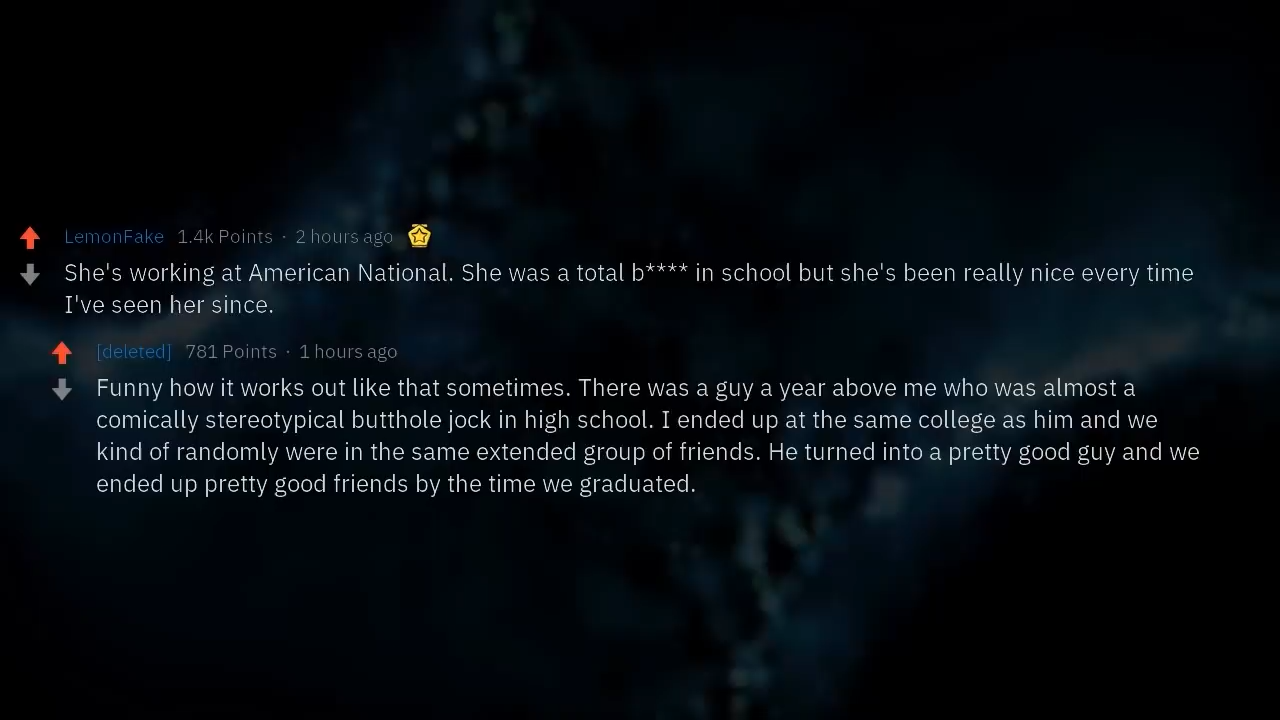 LemonFake 1.4k Points · 2 hours ago
She's working at American National. She was a total b**** in school but she's been really nice every time
I've seen her since.
[deleted] 781 Points · 1 hours ago
Funny how it works out like that sometimes. There was a guy a year above me who was almost a
comically stereotypical butthole jock in high school. I ended up at the same college as him and we
kind of randomly were in the same extended group of friends. He turned into a pretty good guy and we
ended up pretty good friends by the time we graduated.